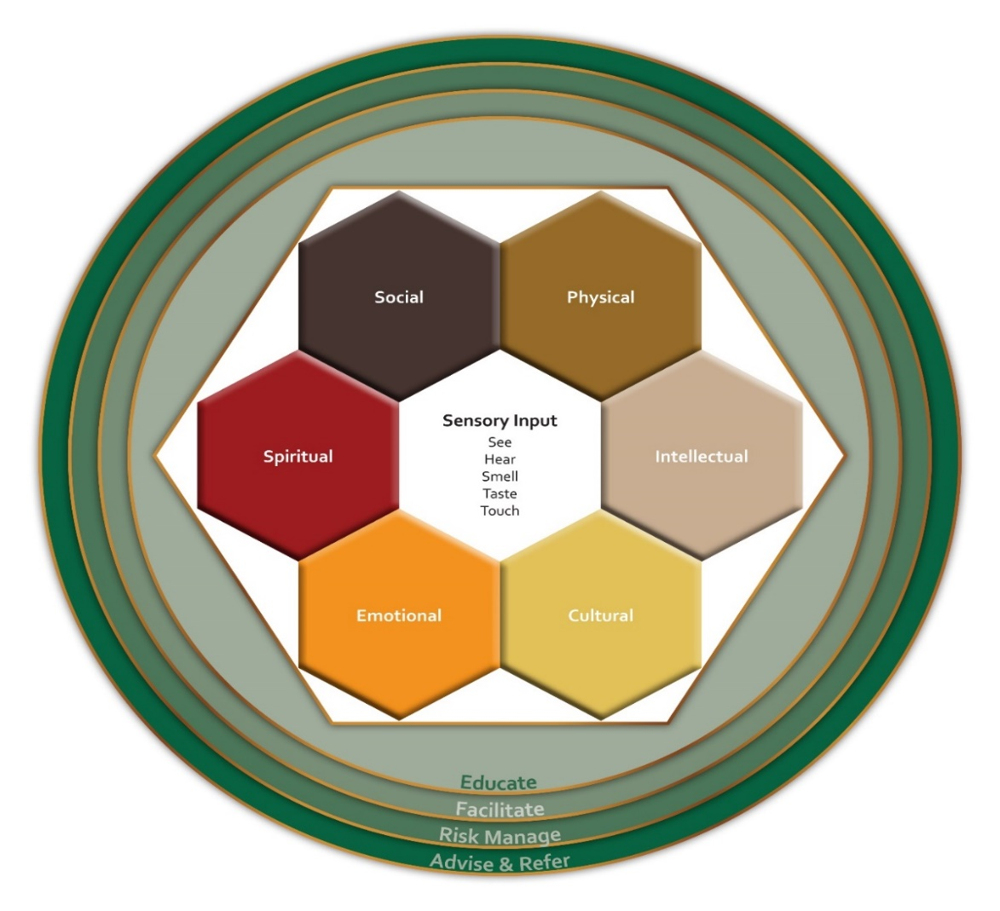 Social
Physical
Sensory Input
See
Hear
Smell
Taste
Touch
Spiritual
Intellectual
Emotional
Cultural
Educate
Facilitate
Risk Manage
Advise & Refer